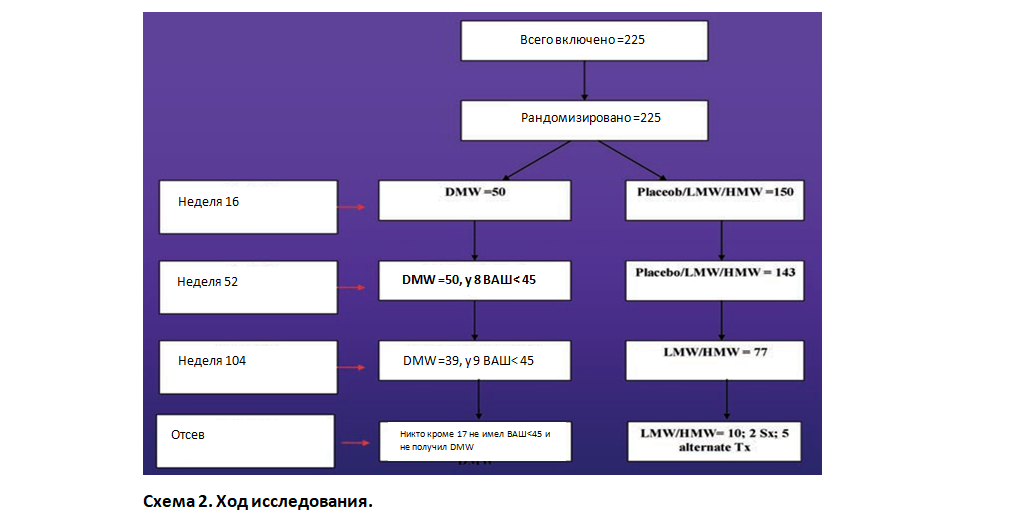 Всего включено =225
Рандомизировано =225
Неделя 16
DMW =50
Placeob/LMW/HMW =150
Неделя 52
DMW =50, у 8 ВАШ< 45
Placebo/LMW/HMW = 143
Неделя 104
DMW =39, у 9 ВАШ< 45
LMW/HMW = 77
Отсев
Никто кроме 17 не имел ВАШ<45 и
не получил DMW
DMW
LMW/HMW= 10; 2 Sx; 5
alternate Tx
Схема 2. Ход исследования.